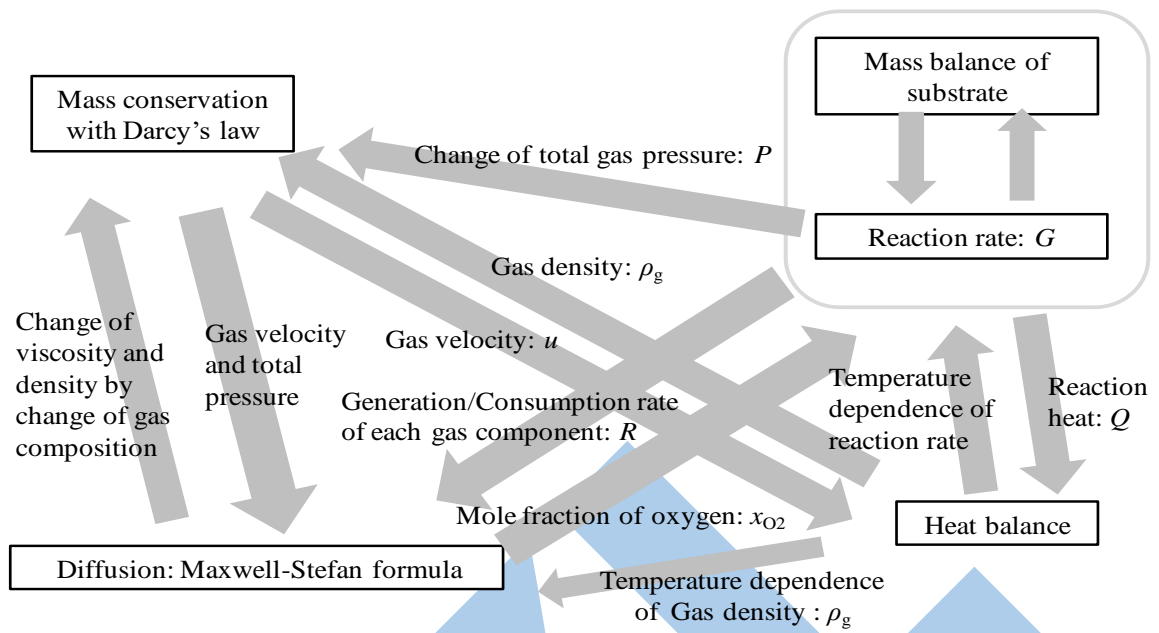 Mass balance of
substrate
Mass conservation
with Darcy's law
Change of total gas pressure: P
Reaction rate: G
Gas density: ρg
Change of
viscosity and
density by
change of gas
composition
Gas velocity
and total
pressure
Gas velocity: u
Generation/Consumption rate
of each gas component: R
Temperature
dependence of
reaction rate
Reaction
heat: Q
Mole fraction of oxygen: xO2
Heat balance
Diffusion: Maxwell-Stefan formula
Temperature dependence
of Gas density : ρg